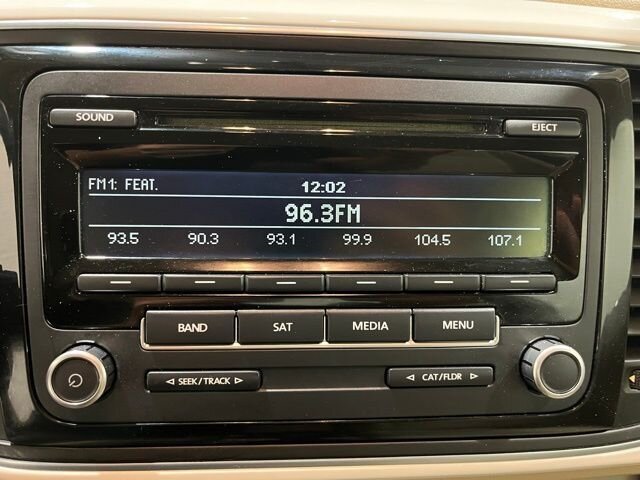 SOUND EJECT
FM1: FEAT. 12:02
96.3FM
93.5 90.3 93.1 99.9 104.5 107.1
BAND SAT MEDIA MENU
◁ SEEK/TRACK ▷ ◁ CAT/FLDR ▷